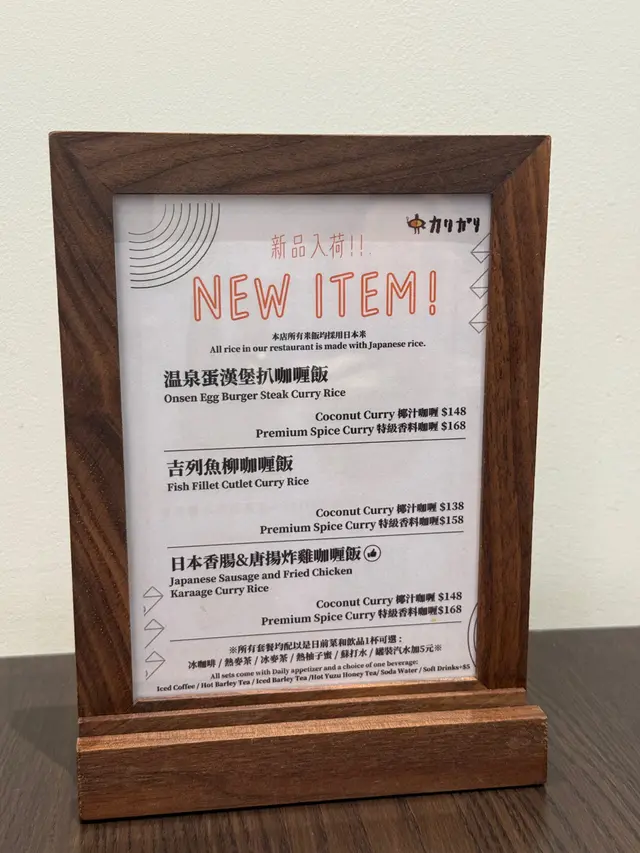 カリカリ
新品入荷!!
NEW ITEM!
本店所有米飯均採用日本米
All rice in our restaurant is made with Japanese rice.
温泉蛋漢堡扒咖喱飯
Onsen Egg Burger Steak Curry Rice
Coconut Curry 椰汁咖喱 $148
Premium Spice Curry 特級香料咖喱 $168
吉列魚柳咖喱飯
Fish Fillet Cutlet Curry Rice
Coconut Curry 椰汁咖喱 $138
Premium Spice Curry 特級香料咖喱$158
日本香腸&唐揚炸雞咖喱飯
Japanese Sausage and Fried Chicken
Karaage Curry Rice
Coconut Curry 椰汁咖喱 $148
Premium Spice Curry 特級香料咖喱$168
※所有套餐均配以是日前菜和飲品1杯可選：
冰咖啡 / 熱麥茶 / 冰麥茶 / 熱柚子蜜 / 蘇打水 / 罐裝汽水加5元※
All sets come with Daily appetizer and a choice of one beverage:
Iced Coffee / Hot Barley Tea / Iced Barley Tea /Hot Yuzu Honey Tea/ Soda Water / Soft Drinks+$5